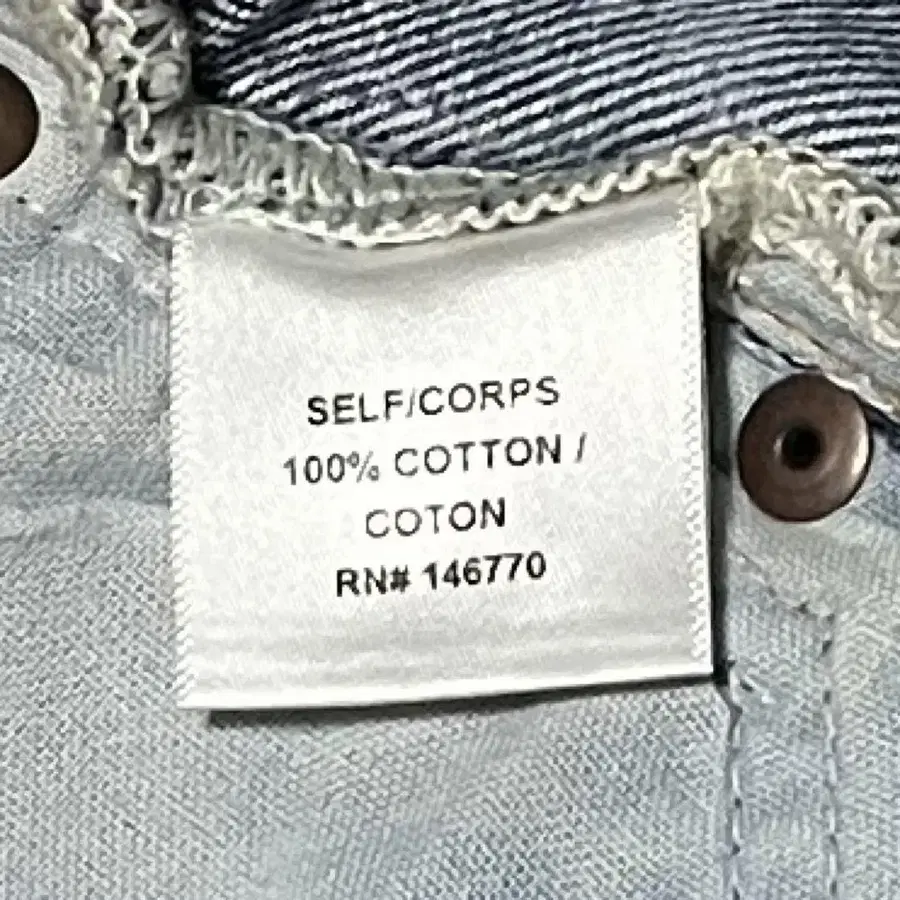 SELF/CORPS
100% COTTON /
COTON
RN# 146770